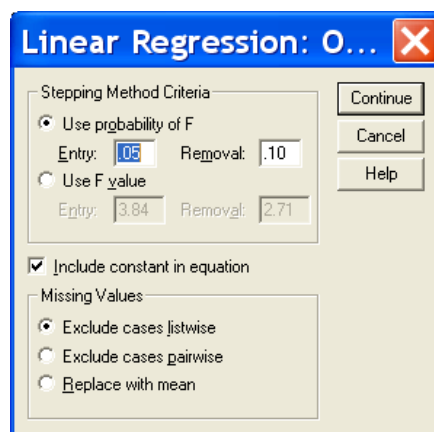 Linear Regression: O...
Stepping Method Criteria
Use probability of F
Entry: .05 Removal: .10
Use F value
Entry: 3.84 Removal: 2.71
Include constant in equation
Missing Values
Exclude cases listwise
Exclude cases pairwise
Replace with mean
Continue
Cancel
Help